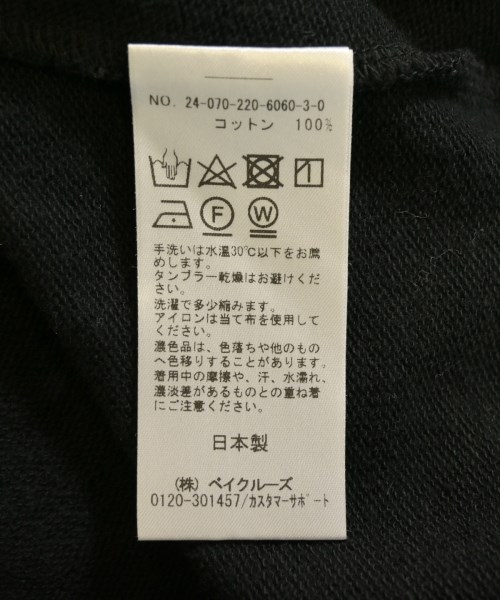 NO. 24-070-220-6060-3-0
コットン 100%
F W
手洗いは水温30℃以下をお薦
めします。
タンブラー乾燥はお避けくだ
さい。
洗濯で多少縮みます。
アイロンは当て布を使用して
ください。
濃色品は、色落ちや他のもの
へ色移りすることがあります。
着用中の摩擦や、汗、水濡れ、
濃淡差があるものとの重ね着
にご注意ください。
日本製
(株) ベイクルーズ
0120-301457/カスタマーサポート